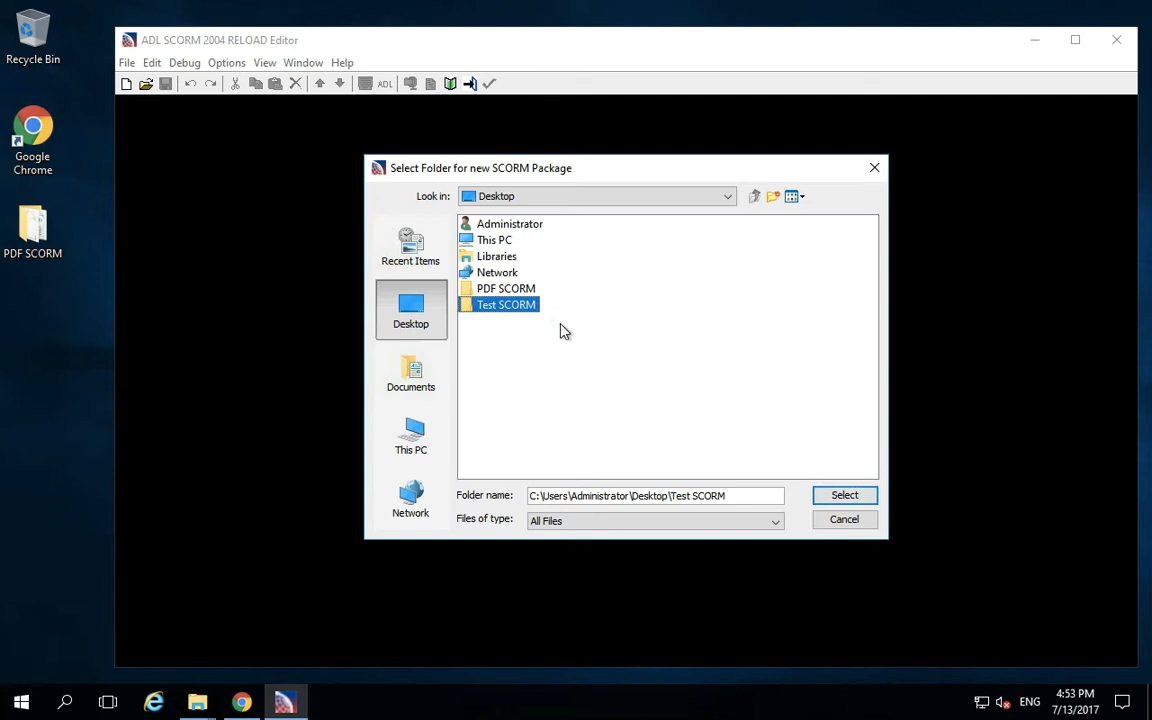 Recycle Bin
Google
Chrome
PDF SCORM
ADL SCORM 2004 RELOAD Editor
File Edit Debug Options View Window Help
ADL
Select Folder for new SCORM Package
Look in: Desktop
Recent Items
Desktop
Documents
This PC
Network
Administrator
This PC
Libraries
Network
PDF SCORM
Test SCORM
Folder name: C:\Users\Administrator\Desktop\Test SCORM Select
Files of type: All Files Cancel
ENG
4:53 PM
7/13/2017